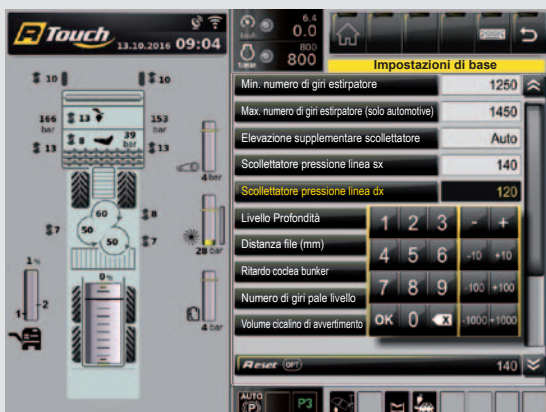 R Touch
13.10.2016 09:04
10
10
166
bar
13
153
bar
8
39
bar
13
13
4 bar
60
50
50
8
7
7
28 bar
1 %
1
2
0 %
4 bar
6.4
0.0
800
800
Impostazioni di base
Min. numero di giri estirpatore 1250
Max. numero di giri estirpatore (solo automotive) 1450
Elevazione supplementare scollettatore Auto
Scollettatore pressione linea sx 140
Scollettatore pressione linea dx 120
Livello Profondità
Distanza file (mm)
Ritardo coclea bunker
Numero di giri pale livello
Volume cicalino di avvertimento
1 2 3 - +
4 5 6 -10 +10
7 8 9 -100 +100
OK 0 X -1000 +1000
Reset OPT 140
AUTO
(P)
P3